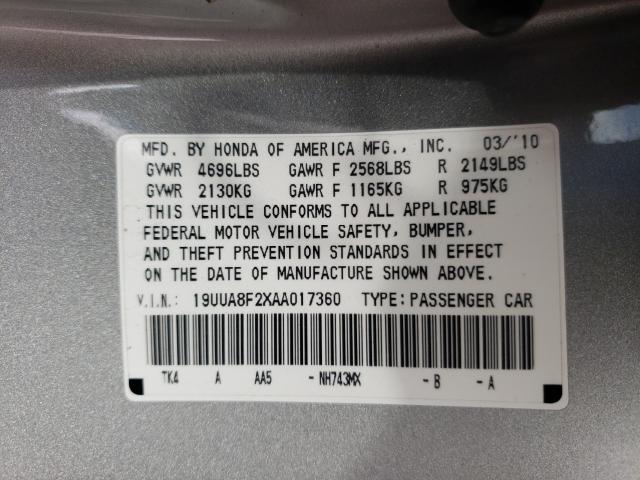 MFD. BY HONDA OF AMERICA MFG., INC. 03/'10
GVWR 4696LBS GAWR F 2568LBS R 2149LBS
GVWR 2130KG GAWR F 1165KG R 975KG
THIS VEHICLE CONFORMS TO ALL APPLICABLE
FEDERAL MOTOR VEHICLE SAFETY, BUMPER,
AND THEFT PREVENTION STANDARDS IN EFFECT
ON THE DATE OF MANUFACTURE SHOWN ABOVE.
V.I.N.: 19UUA8F2XAA017360 TYPE: PASSENGER CAR
TK4 A AA5 -NH743MX -B -A